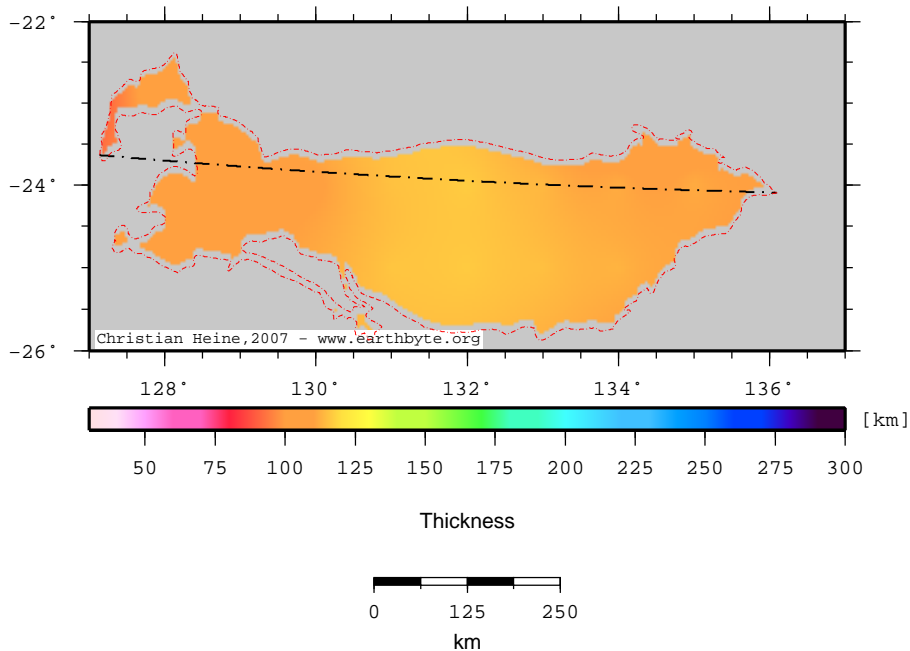 −22°
−24°
−26°
Christian Heine,2007 − www.earthbyte.org
128° 130° 132° 134° 136°
[km]
50 75 100 125 150 175 200 225 250 275 300
Thickness
0 125 250
km